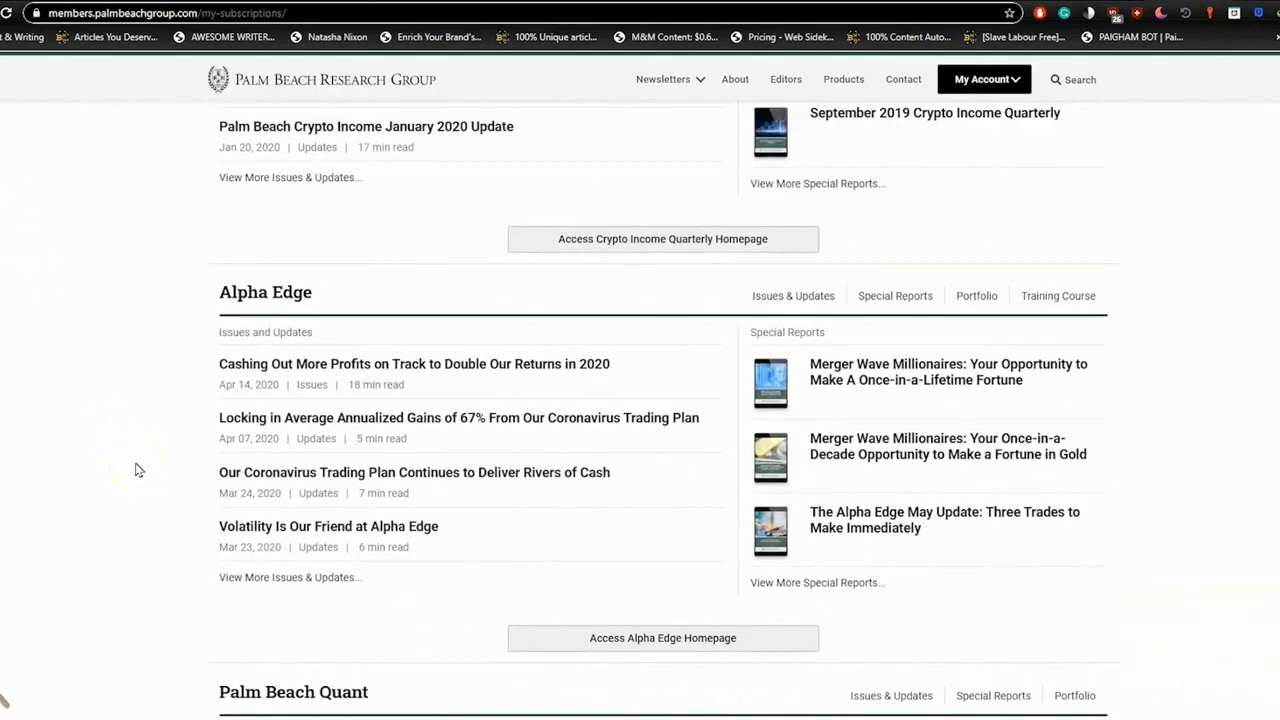 members.palmbeachgroup.com/my-subscriptions/
26
& Writing
Articles You Deserv...
AWESOME WRITER...
Natasha Nixon
Enrich Your Brand's...
100% Unique articl...
M&M Content: $0.6...
Pricing - Web Sidek...
100% Content Auto...
[Slave Labour Free]...
PAIGHAM BOT | Pai...
PALM BEACH RESEARCH GROUP
Newsletters
About
Editors
Products
Contact
My Account
Search
Palm Beach Crypto Income January 2020 Update
Jan 20, 2020 | Updates | 17 min read
View More Issues & Updates...
September 2019 Crypto Income Quarterly
View More Special Reports...
Access Crypto Income Quarterly Homepage
Alpha Edge
Issues & Updates
Special Reports
Portfolio
Training Course
Issues and Updates
Cashing Out More Profits on Track to Double Our Returns in 2020
Apr 14, 2020 | Issues | 18 min read
Locking in Average Annualized Gains of 67% From Our Coronavirus Trading Plan
Apr 07, 2020 | Updates | 5 min read
Our Coronavirus Trading Plan Continues to Deliver Rivers of Cash
Mar 24, 2020 | Updates | 7 min read
Volatility Is Our Friend at Alpha Edge
Mar 23, 2020 | Updates | 6 min read
View More Issues & Updates...
Special Reports
Merger Wave Millionaires: Your Opportunity to
Make A Once-in-a-Lifetime Fortune
Merger Wave Millionaires: Your Once-in-a-
Decade Opportunity to Make a Fortune in Gold
The Alpha Edge May Update: Three Trades to
Make Immediately
View More Special Reports...
Access Alpha Edge Homepage
Palm Beach Quant
Issues & Updates
Special Reports
Portfolio